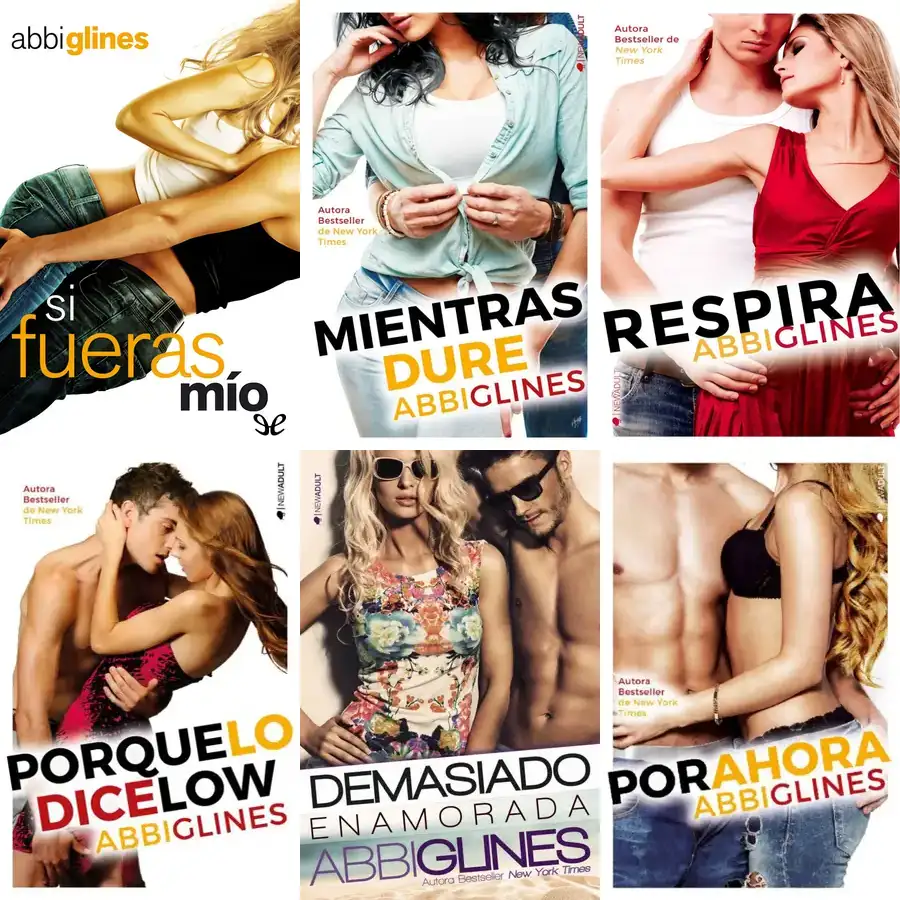 abbiglines
si
fueras
mío
Autora
Bestseller
de New York
Times
NEWADULT
MIENTRAS
DURE
ABBIGLINES
Autora
Bestseller de
New York
Times
RESPIRA
ABBIGLINES
NEWADULT
Autora
Bestseller
de New York
Times
NEWADULT
PORQUELO
DICELOW
ABBIGLINES
NEWADULT
DEMASIADO
ENAMORADA
ABBIGLINES
Autora Bestseller New York Times
NEWADULT
Autora
Bestseller
de New York
Times
PORAHORA
ABBIGLINES